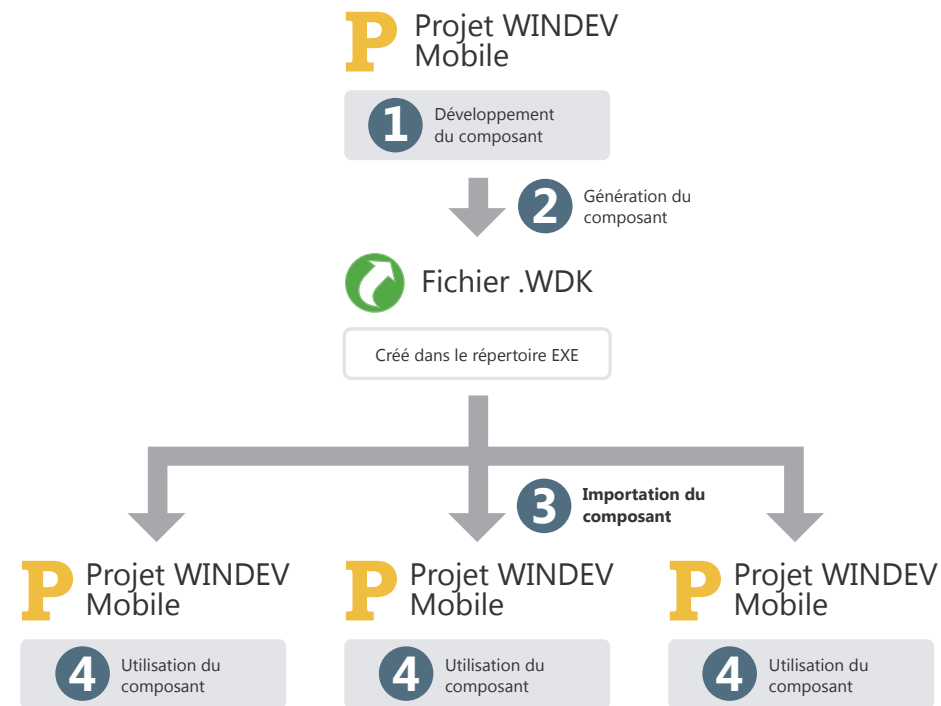 P Projet WINDEV
Mobile
1 Développement
du composant
2 Génération du
composant
Fichier .WDK
Créé dans le répertoire EXE
3 Importation du
composant
P Projet WINDEV
Mobile
4 Utilisation du
composant
P Projet WINDEV
Mobile
4 Utilisation du
composant
P Projet WINDEV
Mobile
4 Utilisation du
composant